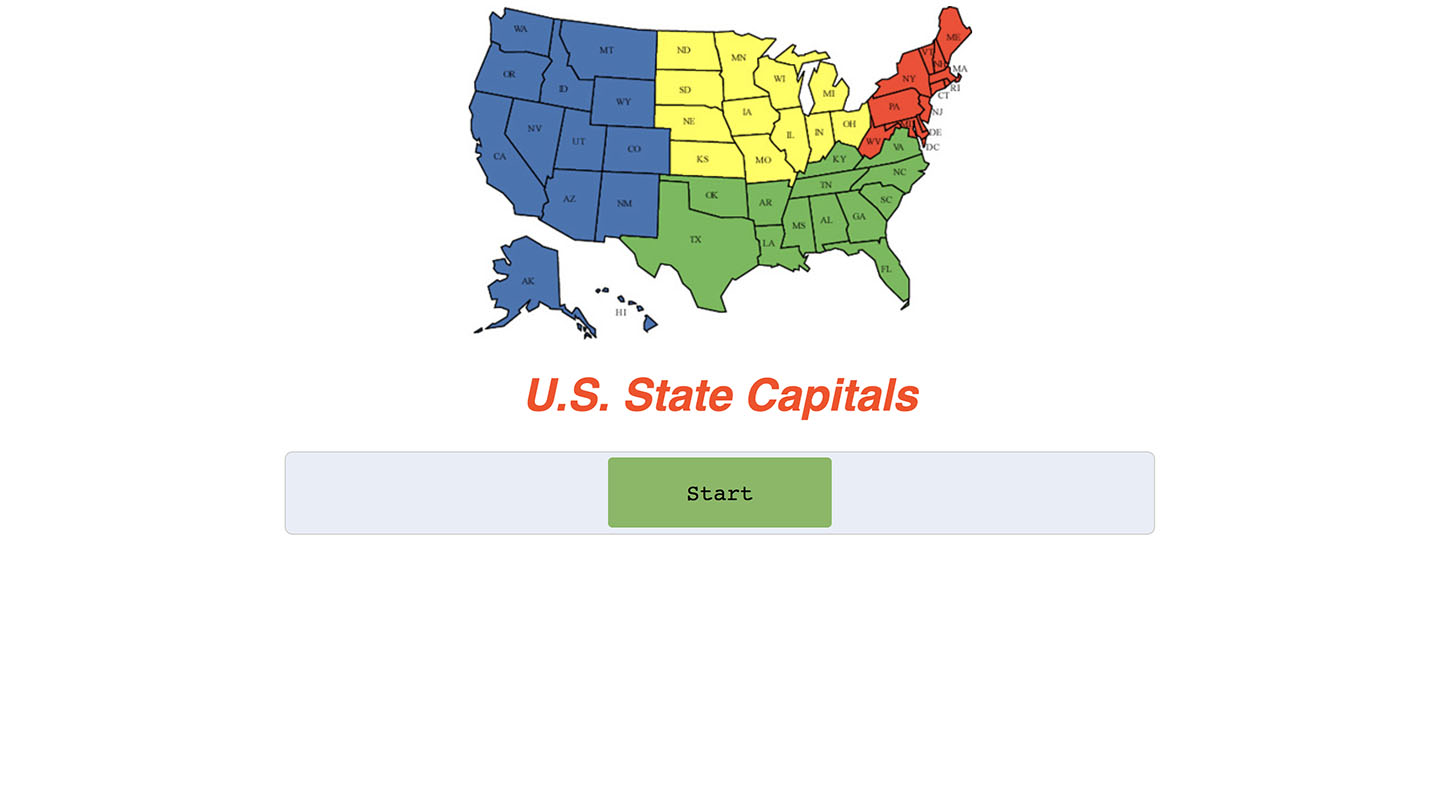 WA
MT
ND
MN
ME
VT
NH
OR
ID
WY
SD
WI
MI
NY
MA
RI
CT
NV
UT
CO
NE
IA
IL
IN
OH
PA
NJ
DE
DC
CA
KS
MO
KY
WV
VA
AZ
NM
OK
AR
TN
NC
SC
TX
LA
MS
AL
GA
FL
AK
HI
U.S. State Capitals
Start